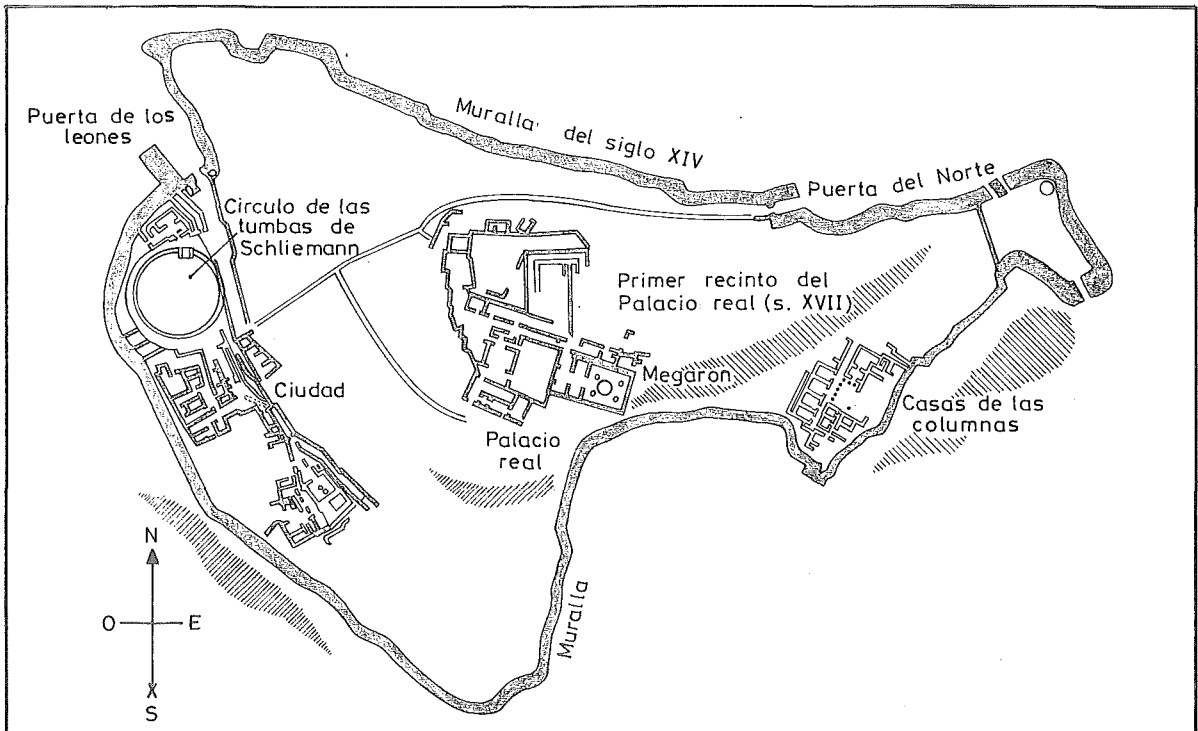 Puerta de los
leones
Muralla del siglo XIV
Puerta del Norte
Circulo de las
tumbas de
Schliemann
Primer recinto del
Palacio real (s. XVII)
Megaron
Ciudad
Casas de las
columnas
Palacio
real
Muralla
N
O
E
S